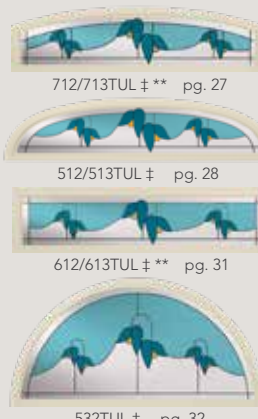 712/713TUL ‡ ** pg. 27
512/513TUL ‡ pg. 28
612/613TUL ‡ ** pg. 31
532TUL ‡ pg. 32